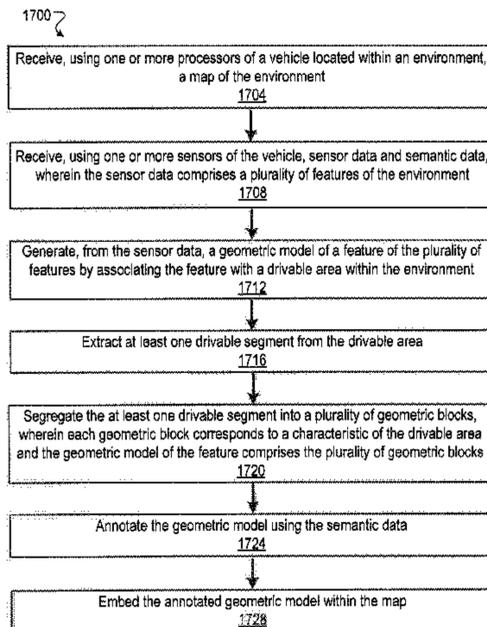 1700
Receive, using one or more processors of a vehicle located within an environment,
a map of the environment
1704
Receive, using one or more sensors of the vehicle, sensor data and semantic data,
wherein the sensor data comprises a plurality of features of the environment
1708
Generate, from the sensor data, a geometric model of a feature of the plurality of
features by associating the feature with a drivable area within the environment
1712
Extract at least one drivable segment from the drivable area
1716
Segregate the at least one drivable segment into a plurality of geometric blocks,
wherein each geometric block corresponds to a characteristic of the drivable area
and the geometric model of the feature comprises the plurality of geometric blocks
1720
Annotate the geometric model using the semantic data
1724
Embed the annotated geometric model within the map
1728